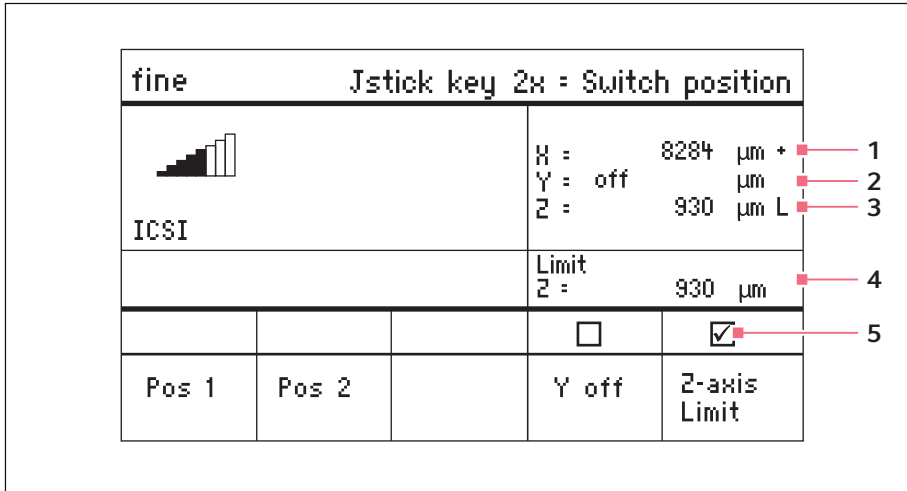 fine Jstick key 2x = Switch position
X = 8284 µm + 1
Y = off µm 2
Z = 930 µm L 3
ICSI
Limit
Z = 930 µm 4
5
Pos 1 Pos 2 Y off Z-axis
Limit